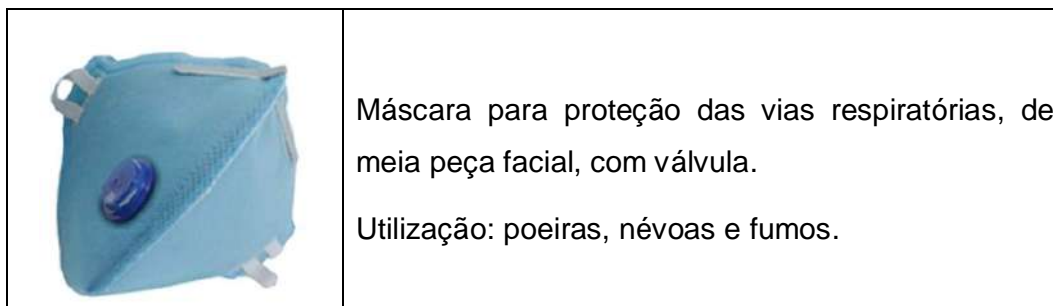 Máscara para proteção das vias respiratórias, de
meia peça facial, com válvula.
Utilização: poeiras, névoas e fumos.